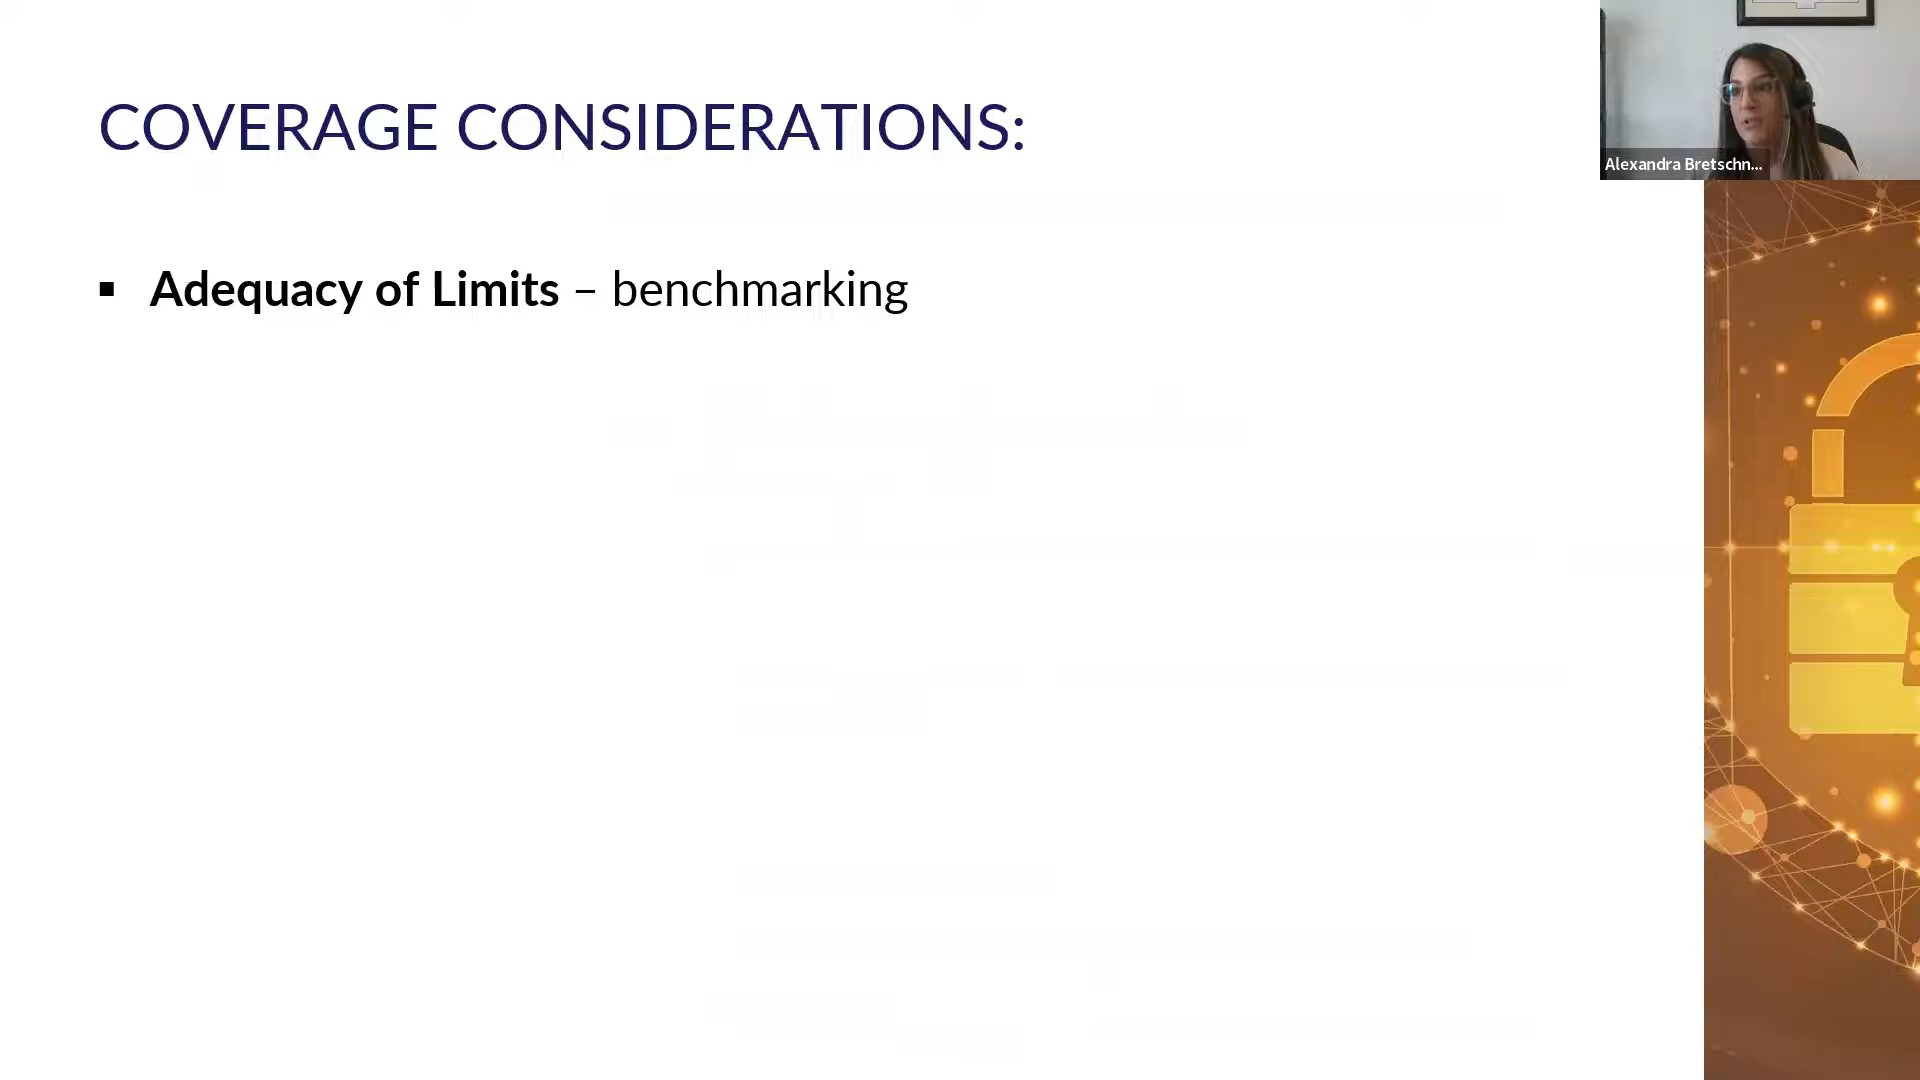 COVERAGE CONSIDERATIONS:
Alexandra Bretschn...
▪ Adequacy of Limits – benchmarking